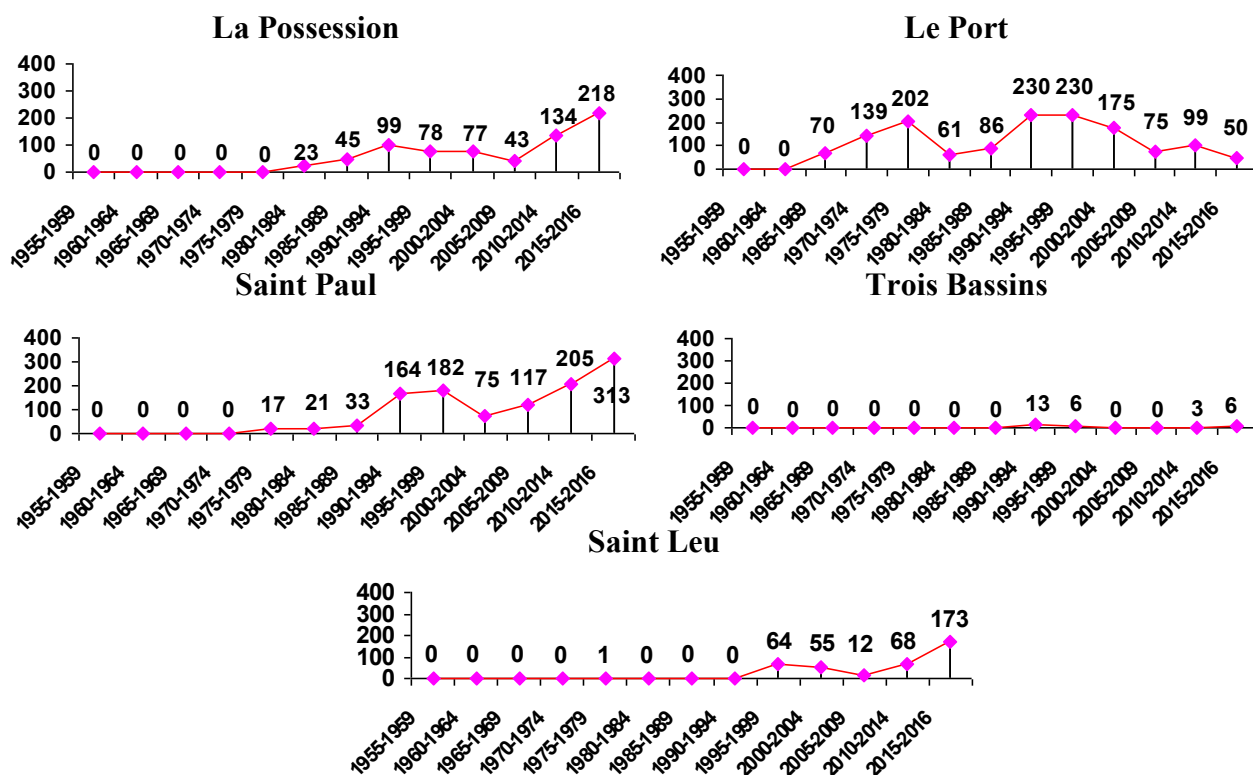 La Possession
400
300
200
100
0
0 0 0 0 0 23 45 99 78 77 43 134 218
1955-1959 1960-1964 1965-1969 1970-1974 1975-1979 1980-1984 1985-1989 1990-1994 1995-1999 2000-2004 2005-2009 2010-2014 2015-2016
Le Port
400
300
200
100
0
0 0 70 139 202 61 86 230 230 175 75 99 50
1955-1959 1960-1964 1965-1969 1970-1974 1975-1979 1980-1984 1985-1989 1990-1994 1995-1999 2000-2004 2005-2009 2010-2014 2015-2016
Saint Paul
400
300
200
100
0
0 0 0 0 17 21 33 164 182 75 117 205 313
1955-1959 1960-1964 1965-1969 1970-1974 1975-1979 1980-1984 1985-1989 1990-1994 1995-1999 2000-2004 2005-2009 2010-2014 2015-2016
Trois Bassins
400
300
200
100
0
0 0 0 0 0 0 0 13 6 0 0 3 6
1955-1959 1960-1964 1965-1969 1970-1974 1975-1979 1980-1984 1985-1989 1990-1994 1995-1999 2000-2004 2005-2009 2010-2014 2015-2016
Saint Leu
400
300
200
100
0
0 0 0 0 1 0 0 0 64 55 12 68 173
1955-1959 1960-1964 1965-1969 1970-1974 1975-1979 1980-1984 1985-1989 1990-1994 1995-1999 2000-2004 2005-2009 2010-2014 2015-2016